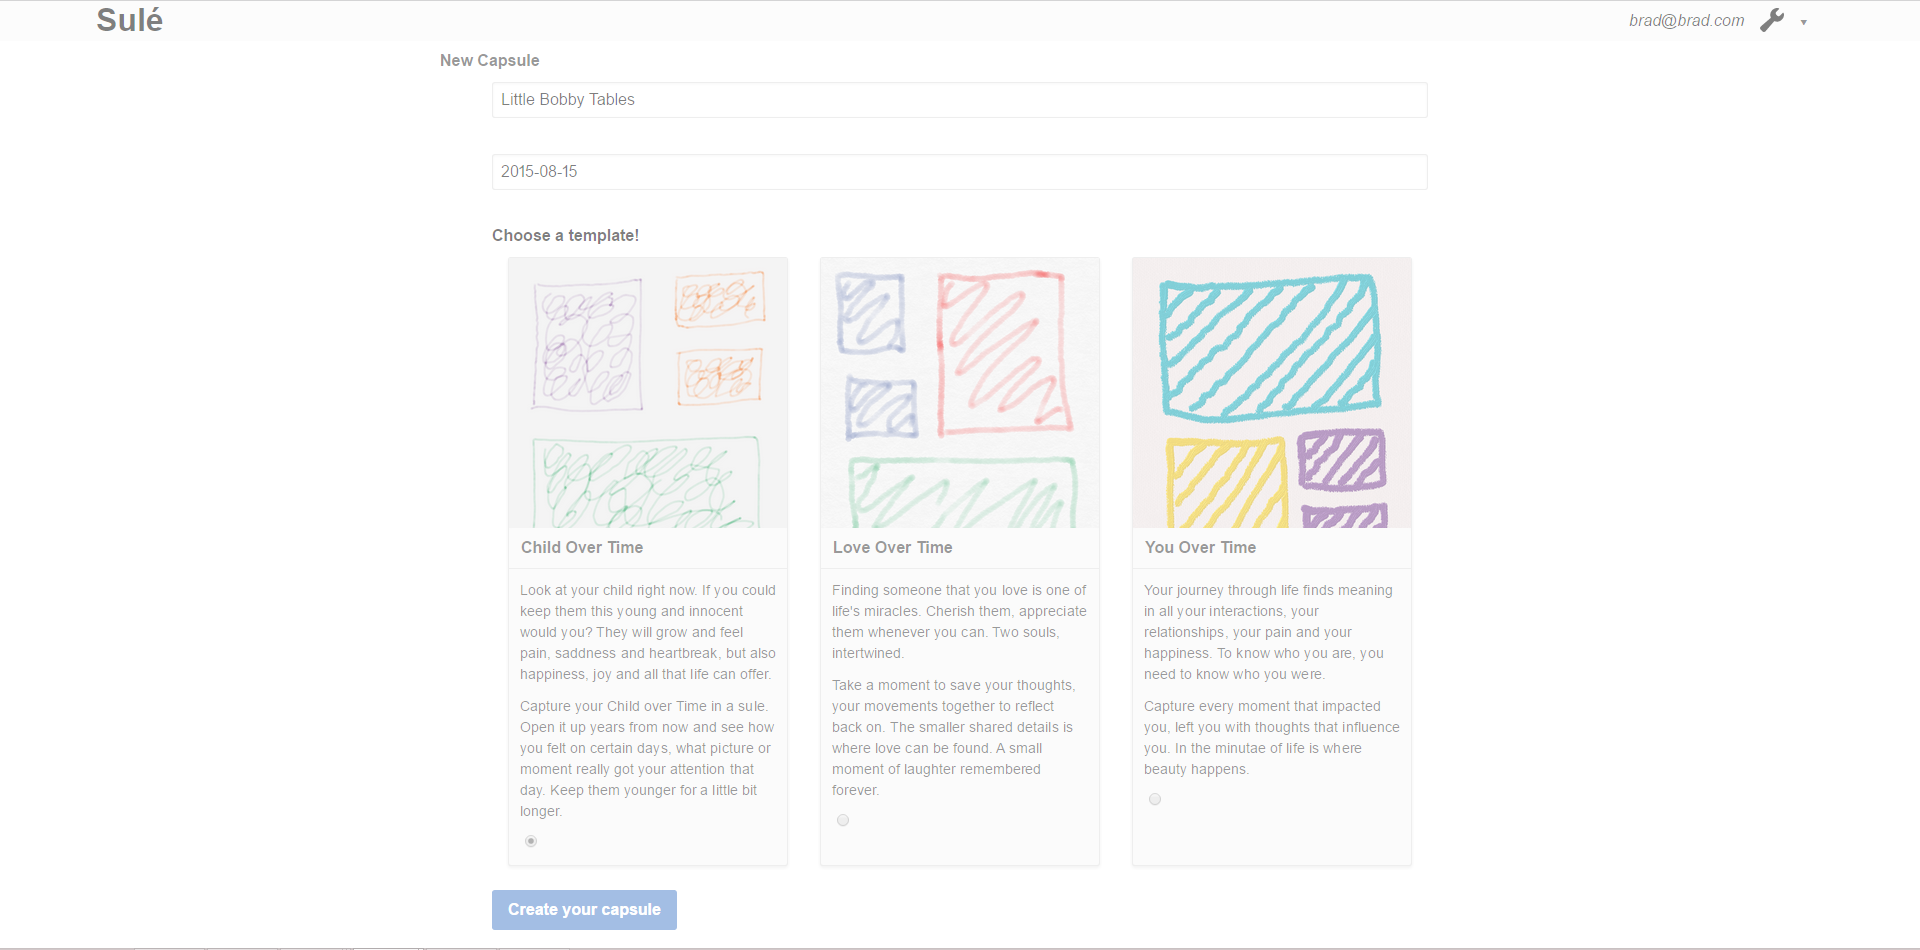 Sulé
brad@brad.com
New Capsule
Little Bobby Tables
2015-08-15
Choose a template!
Child Over Time
Look at your child right now. If you could
keep them this young and innocent
would you? They will grow and feel
pain, saddness and heartbreak, but also
happiness, joy and all that life can offer.
Capture your Child over Time in a sule.
Open it up years from now and see how
you felt on certain days, what picture or
moment really got your attention that
day. Keep them younger for a little bit
longer.
Love Over Time
Finding someone that you love is one of
life's miracles. Cherish them, appreciate
them whenever you can. Two souls,
intertwined.
Take a moment to save your thoughts,
your movements together to reflect
back on. The smaller shared details is
where love can be found. A small
moment of laughter remembered
forever.
You Over Time
Your journey through life finds meaning
in all your interactions, your
relationships, your pain and your
happiness. To know who you are, you
need to know who you were.
Capture every moment that impacted
you, left you with thoughts that influence
you. In the minutae of life is where
beauty happens.
Create your capsule